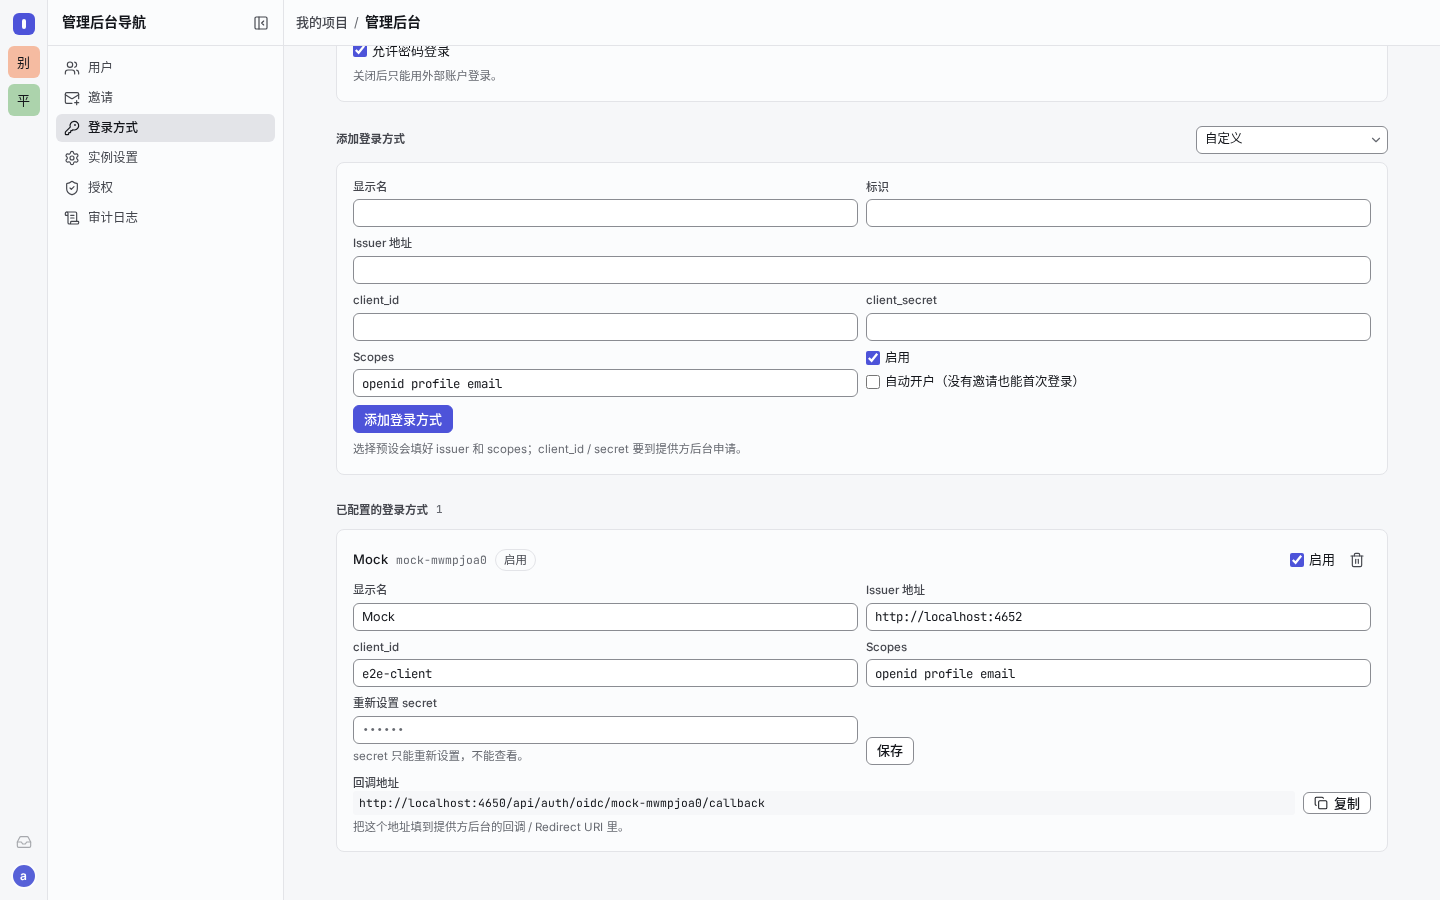 管理后台导航
我的项目 / 管理后台
别
平
用户
邀请
登录方式
实例设置
授权
审计日志
a
允许密码登录
关闭后只能用外部账户登录。
添加登录方式
自定义
显示名
标识
Issuer 地址
client_id
client_secret
Scopes
启用
openid profile email
自动开户（没有邀请也能首次登录）
添加登录方式
选择预设会填好 issuer 和 scopes；client_id / secret 要到提供方后台申请。
已配置的登录方式 1
Mock mock-mwmpjoa0 启用
启用
显示名
Issuer 地址
Mock
http://localhost:4652
client_id
Scopes
e2e-client
openid profile email
重新设置 secret
••••••
secret 只能重新设置，不能查看。
保存
回调地址
http://localhost:4650/api/auth/oidc/mock-mwmpjoa0/callback
复制
把这个地址填到提供方后台的回调 / Redirect URI 里。